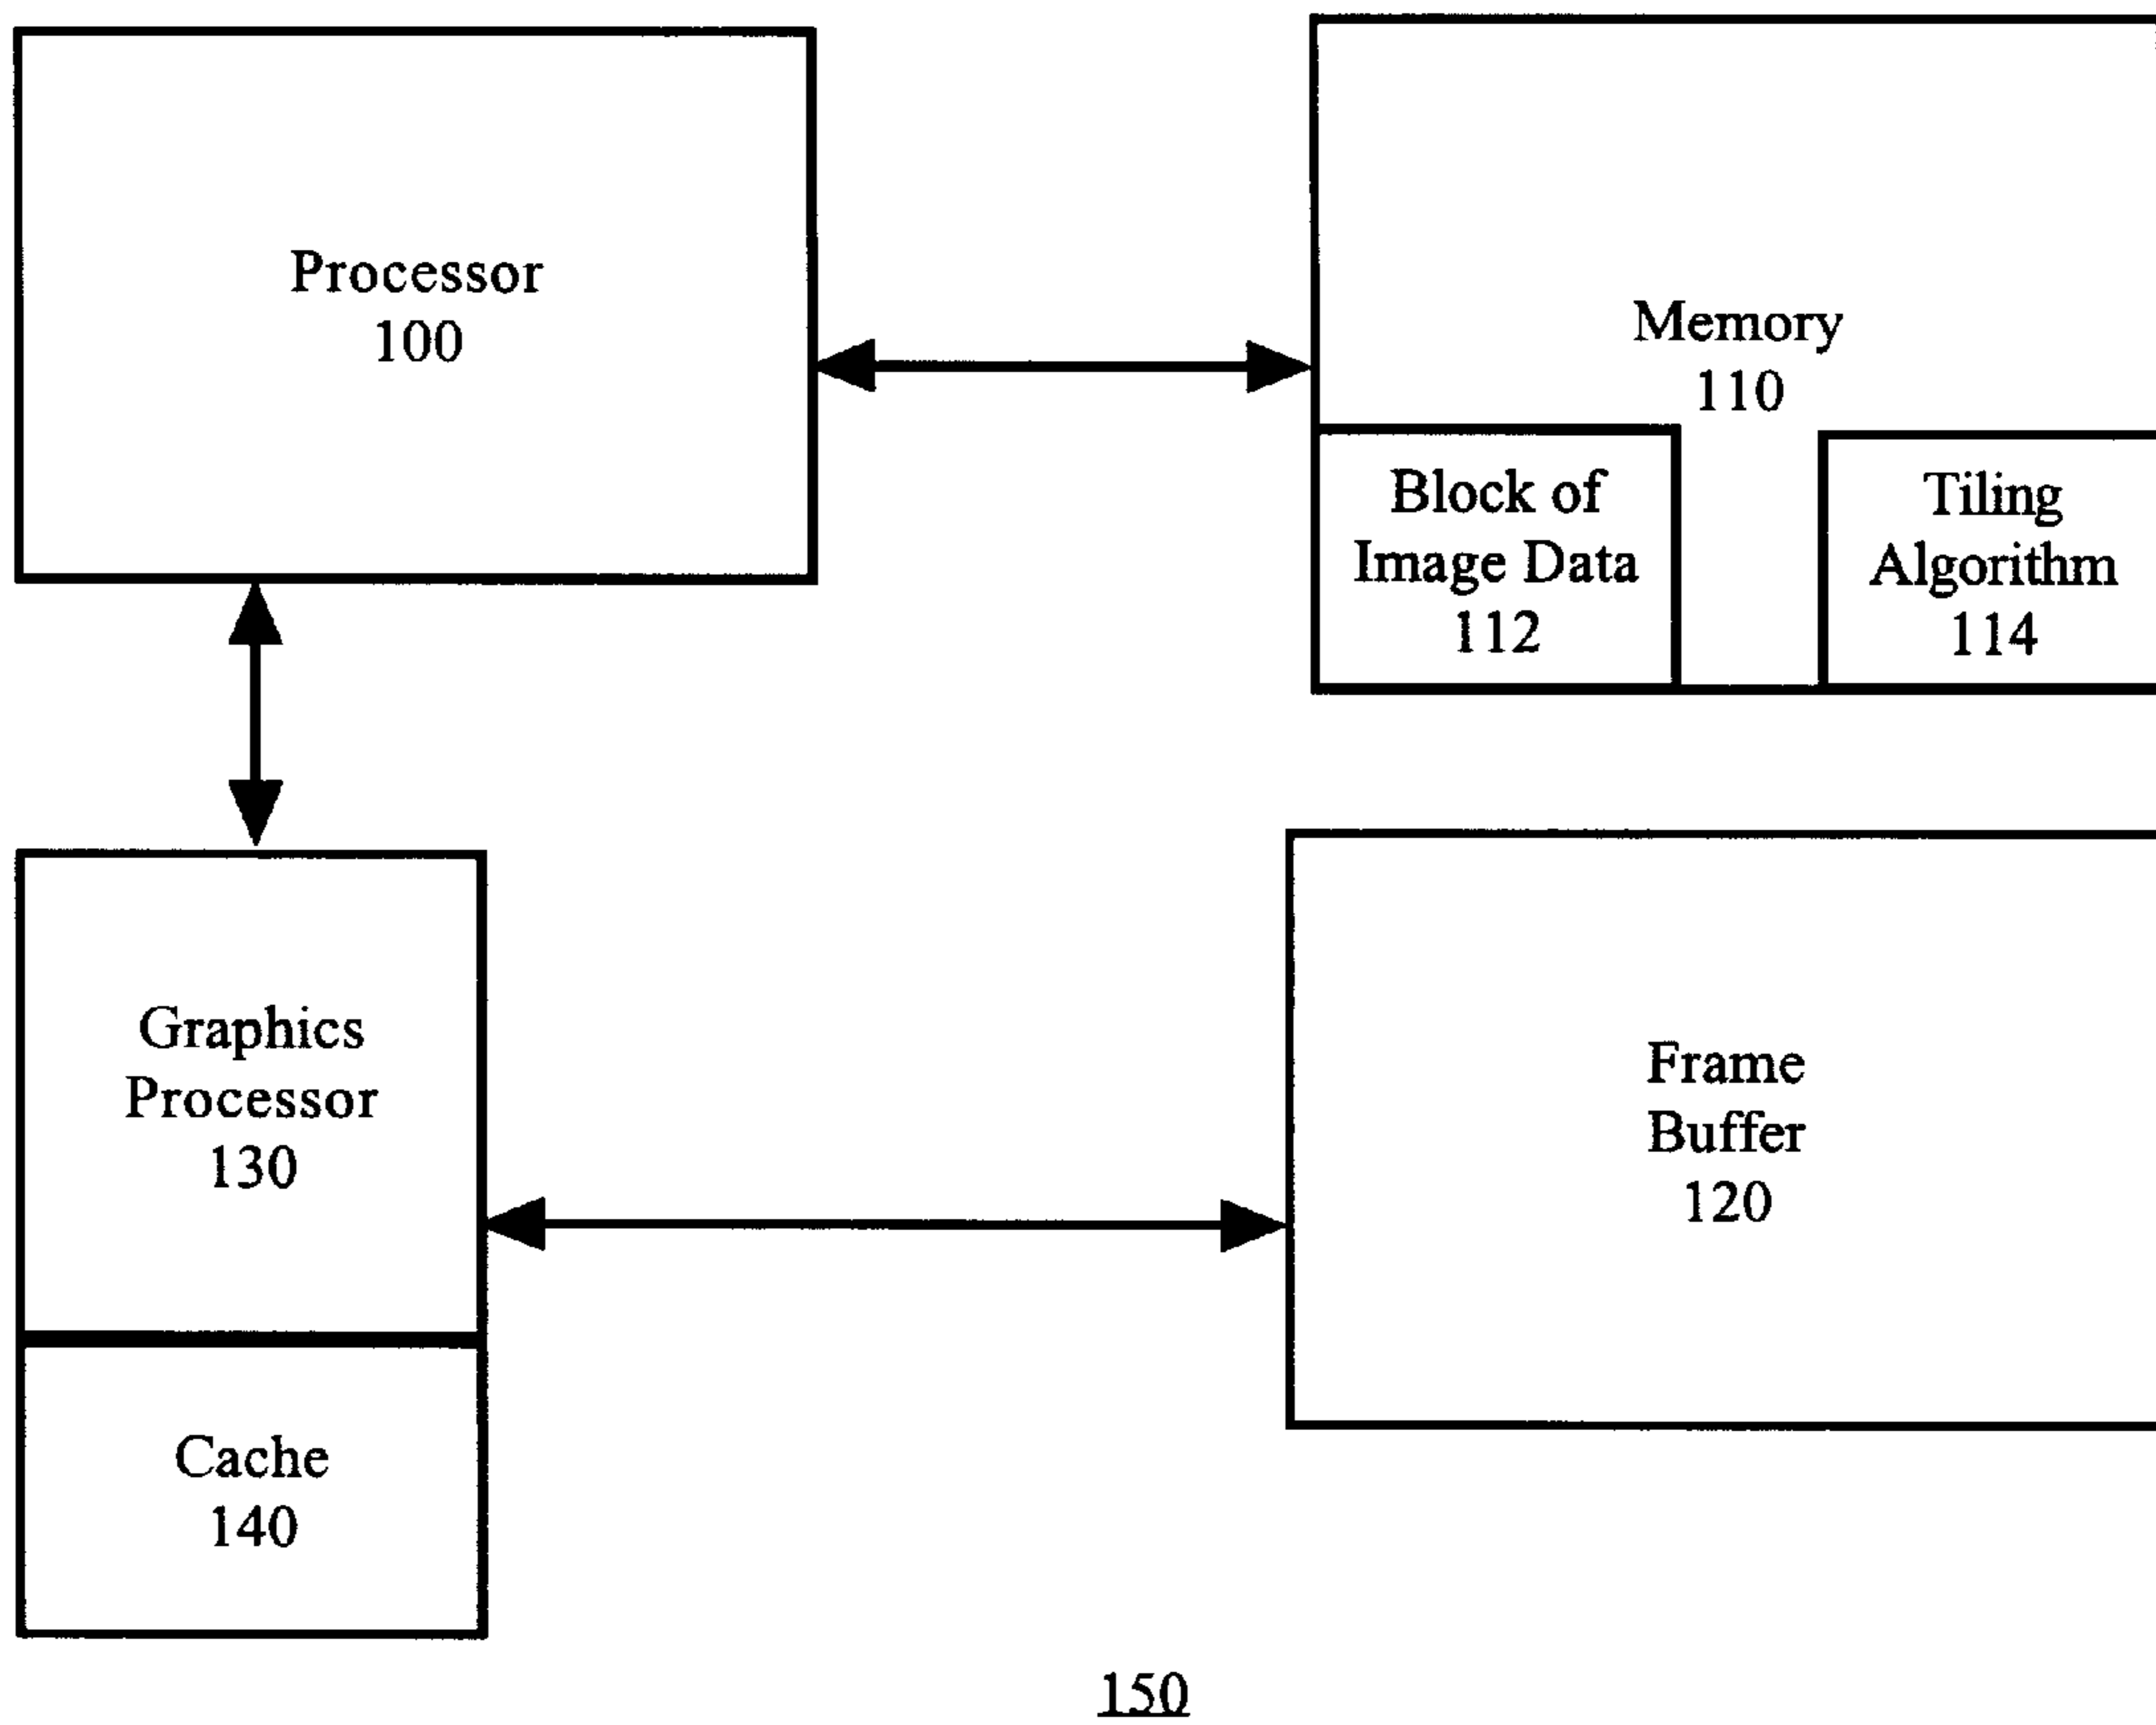 Processor
100
Memory
110
Block of
Image Data
112
Tiling
Algorithm
114
Graphics
Processor
130
Frame
Buffer
120
Cache
140
150